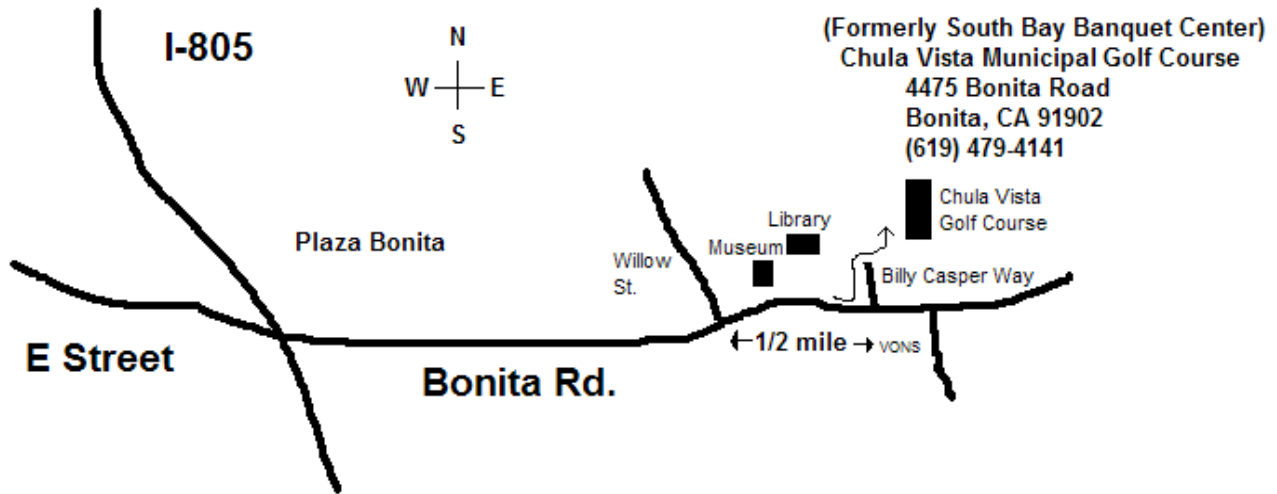 (Formerly South Bay Banquet Center)
Chula Vista Municipal Golf Course
4475 Bonita Road
Bonita, CA 91902
(619) 479-4141
I-805
N
W E
S
Chula Vista
Golf Course
Library
Museum
Plaza Bonita
Willow
St.
Billy Casper Way
1/2 mile
VONS
E Street
Bonita Rd.